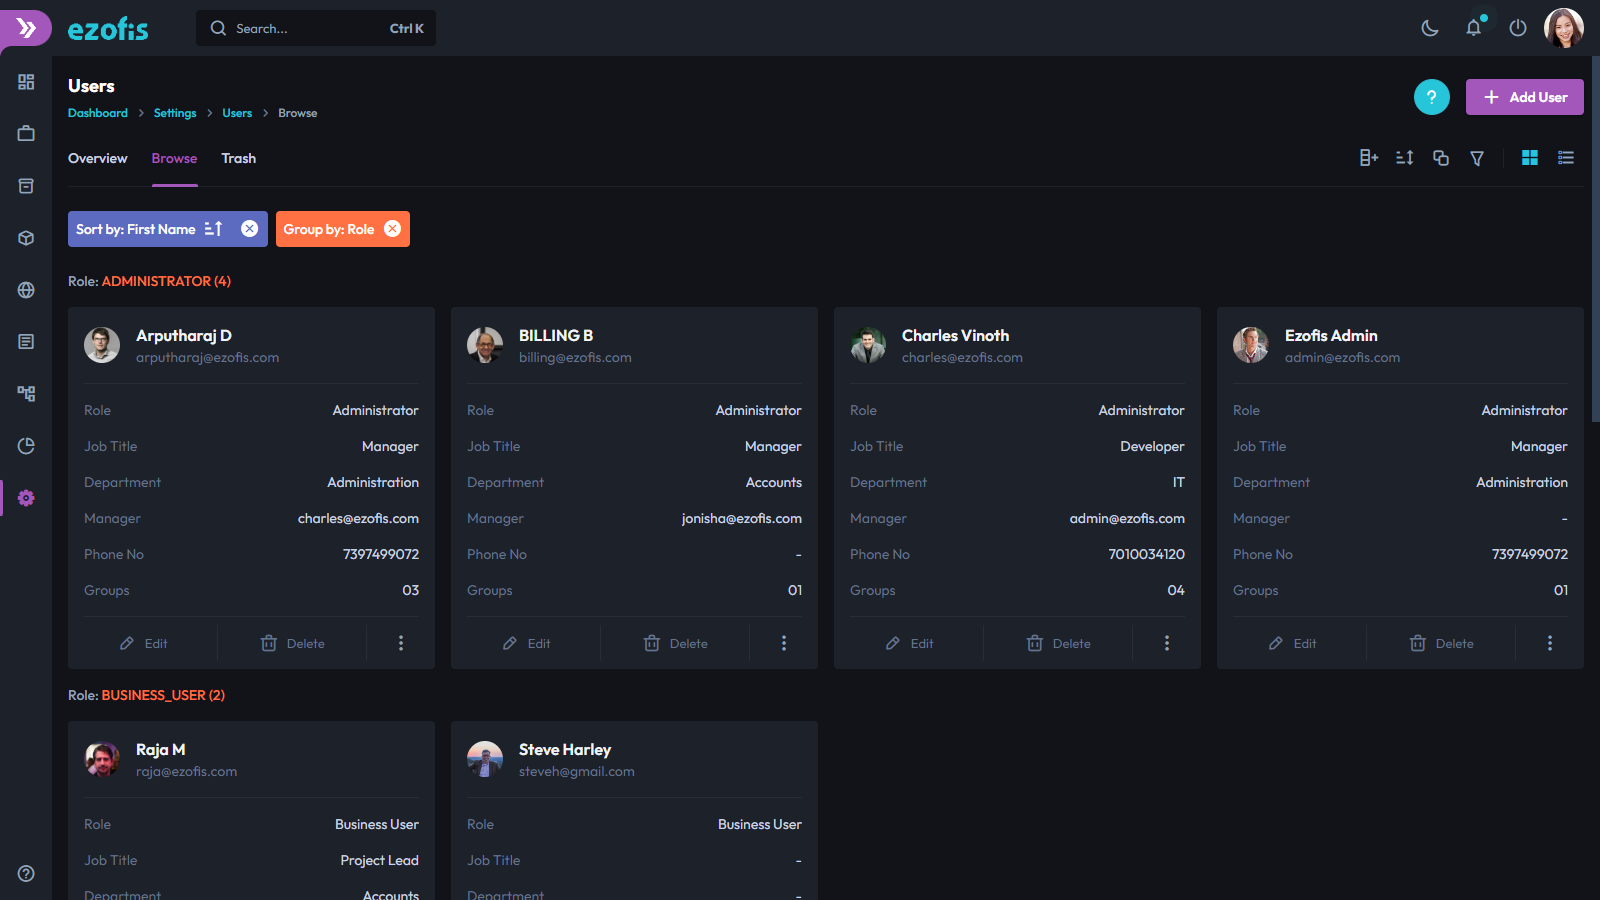 ezofis
Search...
Ctrl K
Users
Dashboard
Settings
Users
Browse
?
Add User
Overview
Browse
Trash
Sort by: First Name
Group by: Role
Role: ADMINISTRATOR (4)
Arputharaj D
arputharaj@ezofis.com
Role
Administrator
Job Title
Manager
Department
Administration
Manager
charles@ezofis.com
Phone No
7397499072
Groups
03
Edit
Delete
BILLING B
billing@ezofis.com
Role
Administrator
Job Title
Manager
Department
Accounts
Manager
jonisha@ezofis.com
Phone No
-
Groups
01
Edit
Delete
Charles Vinoth
charles@ezofis.com
Role
Administrator
Job Title
Developer
Department
IT
Manager
admin@ezofis.com
Phone No
7010034120
Groups
04
Edit
Delete
Ezofis Admin
admin@ezofis.com
Role
Administrator
Job Title
Manager
Department
Administration
Manager
-
Phone No
7397499072
Groups
01
Edit
Delete
Role: BUSINESS_USER (2)
Raja M
raja@ezofis.com
Role
Business User
Job Title
Project Lead
Department
Accounts
Steve Harley
steveh@gmail.com
Role
Business User
Job Title
-
Department
-